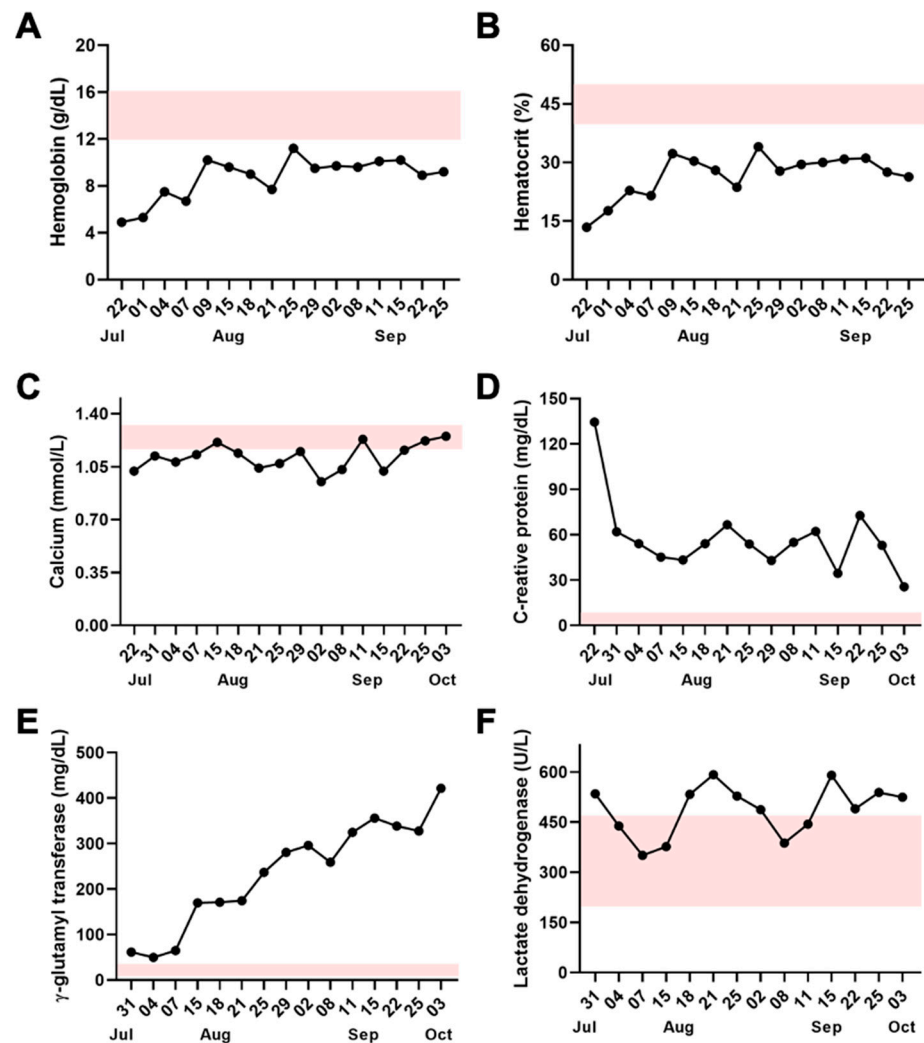 A
Hemoglobin (g/dL)
20
16
12
8
4
0
22 01 04 07 09 15 18 21 25 29 02 08 11 15 22 25
Jul Aug Sep
B
Hematocrit (%)
60
45
30
15
0
22 01 04 07 09 15 18 21 25 29 02 08 11 15 22 25
Jul Aug Sep
C
Calcium (mmol/L)
1.40
1.05
0.70
0.35
0.00
22 31 04 07 15 18 21 25 29 02 08 11 15 22 25 03
Jul Aug Sep Oct
D
C-reative protein (mg/dL)
150
120
90
60
30
0
22 31 04 07 15 18 21 25 29 08 11 15 22 25 03
Jul Aug Sep Oct
E
γ-glutamyl transferase (mg/dL)
500
400
300
200
100
0
31 04 07 15 18 21 25 29 02 08 11 15 22 25 03
Jul Aug Sep Oct
F
Lactate dehydrogenase (U/L)
600
450
300
150
0
31 04 07 15 18 21 25 02 08 11 15 22 25 03
Jul Aug Sep Oct